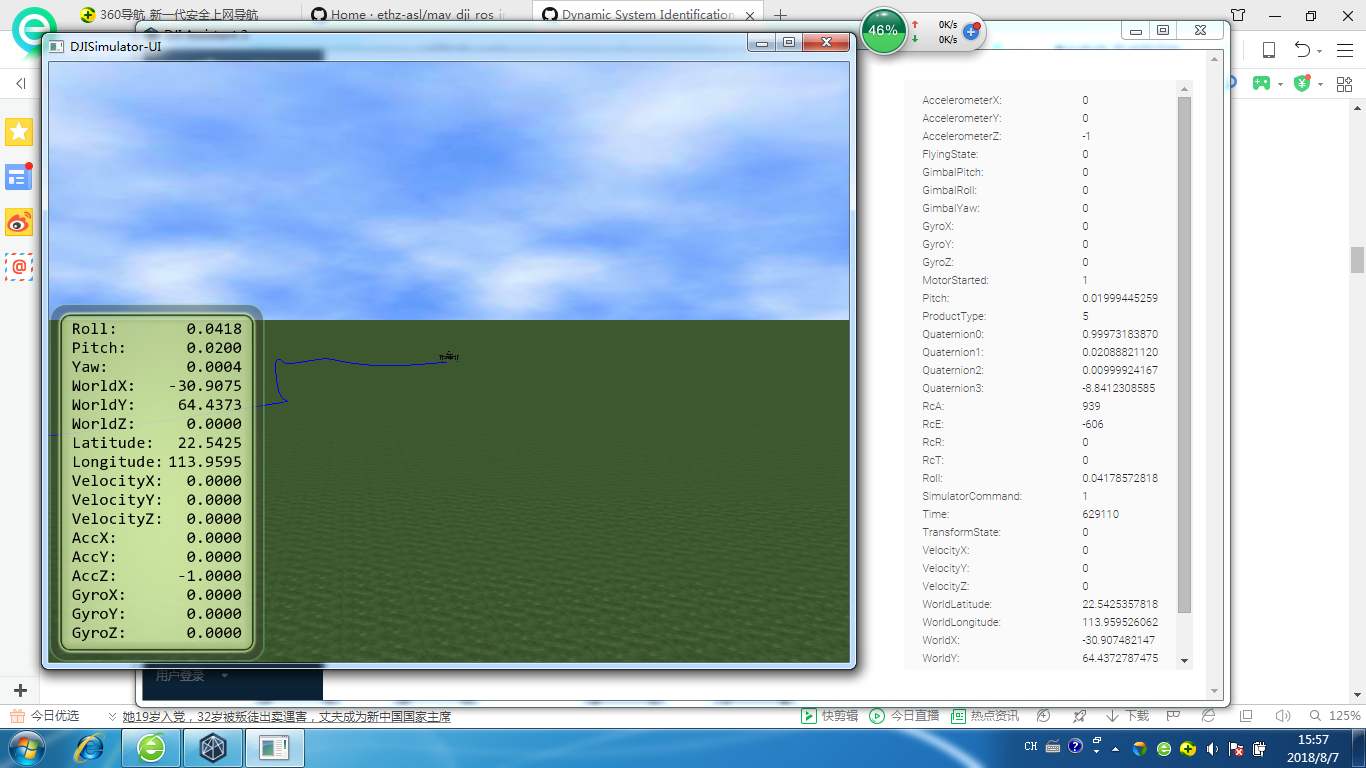 360导航_新一代安全上网导航
Home · ethz-asl/mav_dji_ros_i
Dynamic System Identification
DJI Assistant 2
46%
0K/s
0K/s
DJISimulator-UI
Roll: 0.0418
Pitch: 0.0200
Yaw: 0.0004
WorldX: -30.9075
WorldY: 64.4373
WorldZ: 0.0000
Latitude: 22.5425
Longitude: 113.9595
VelocityX: 0.0000
VelocityY: 0.0000
VelocityZ: 0.0000
AccX: 0.0000
AccY: 0.0000
AccZ: -1.0000
GyroX: 0.0000
GyroY: 0.0000
GyroZ: 0.0000
AccelerometerX: 0
AccelerometerY: 0
AccelerometerZ: -1
FlyingState: 0
GimbalPitch: 0
GimbalRoll: 0
GimbalYaw: 0
GyroX: 0
GyroY: 0
GyroZ: 0
MotorStarted: 1
Pitch: 0.01999445259
ProductType: 5
Quaternion0: 0.99973183870
Quaternion1: 0.02088821120
Quaternion2: 0.00999924167
Quaternion3: -8.8412308585
RcA: 939
RcE: -606
RcR: 0
RcT: 0
Roll: 0.04178572818
SimulatorCommand: 1
Time: 629110
TransformState: 0
VelocityX: 0
VelocityY: 0
VelocityZ: 0
WorldLatitude: 22.5425357818
WorldLongitude: 113.959526062
WorldX: -30.907482147
WorldY: 64.4372787475
用户登录
今日优选
她19岁入党，32岁被叛徒出卖遇害，丈夫成为新中国国家主席
快剪辑
今日直播
热点资讯
下载
125%
CH
15:57
2018/8/7